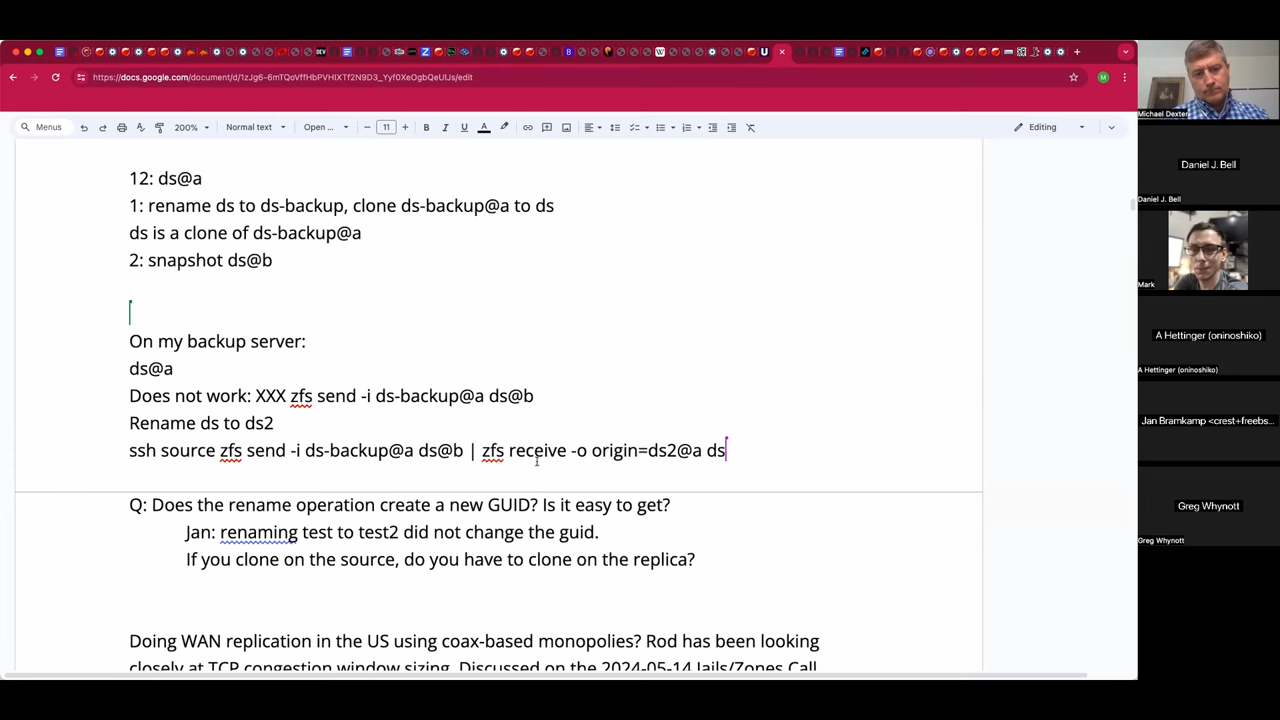 https://docs.google.com/document/d/1zJg6-6mTQoVffHbPVHIXTf2N9D3_Yyf0XeOgbQeUIJs/edit
Menus
200%
Normal text
Open ...
11
Editing
12: ds@a
1: rename ds to ds-backup, clone ds-backup@a to ds
ds is a clone of ds-backup@a
2: snapshot ds@b
On my backup server:
ds@a
Does not work: XXX zfs send -i ds-backup@a ds@b
Rename ds to ds2
ssh source zfs send -i ds-backup@a ds@b | zfs receive -o origin=ds2@a ds
Q: Does the rename operation create a new GUID? Is it easy to get?
Jan: renaming test to test2 did not change the guid.
If you clone on the source, do you have to clone on the replica?
Doing WAN replication in the US using coax-based monopolies? Rod has been looking
closely at TCP congestion window sizing. Discussed on the 2024-05-14 Jails/Zones Call
Michael Dexter
Daniel J. Bell
Daniel J. Bell
Mark
A Hettinger (oninoshiko)
A Hettinger (oninoshiko)
Jan Bramkamp <crest+freebs...
Greg Whynott
Greg Whynott